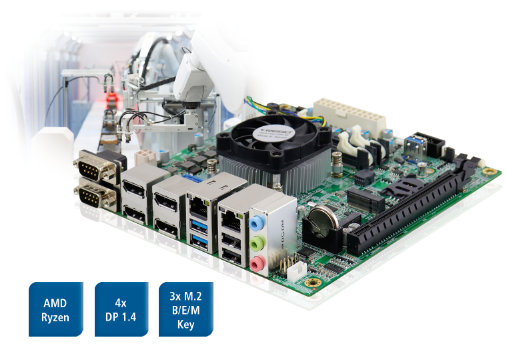 AMD
Ryzen
4x
DP 1.4
3x M.2
B/E/M
Key